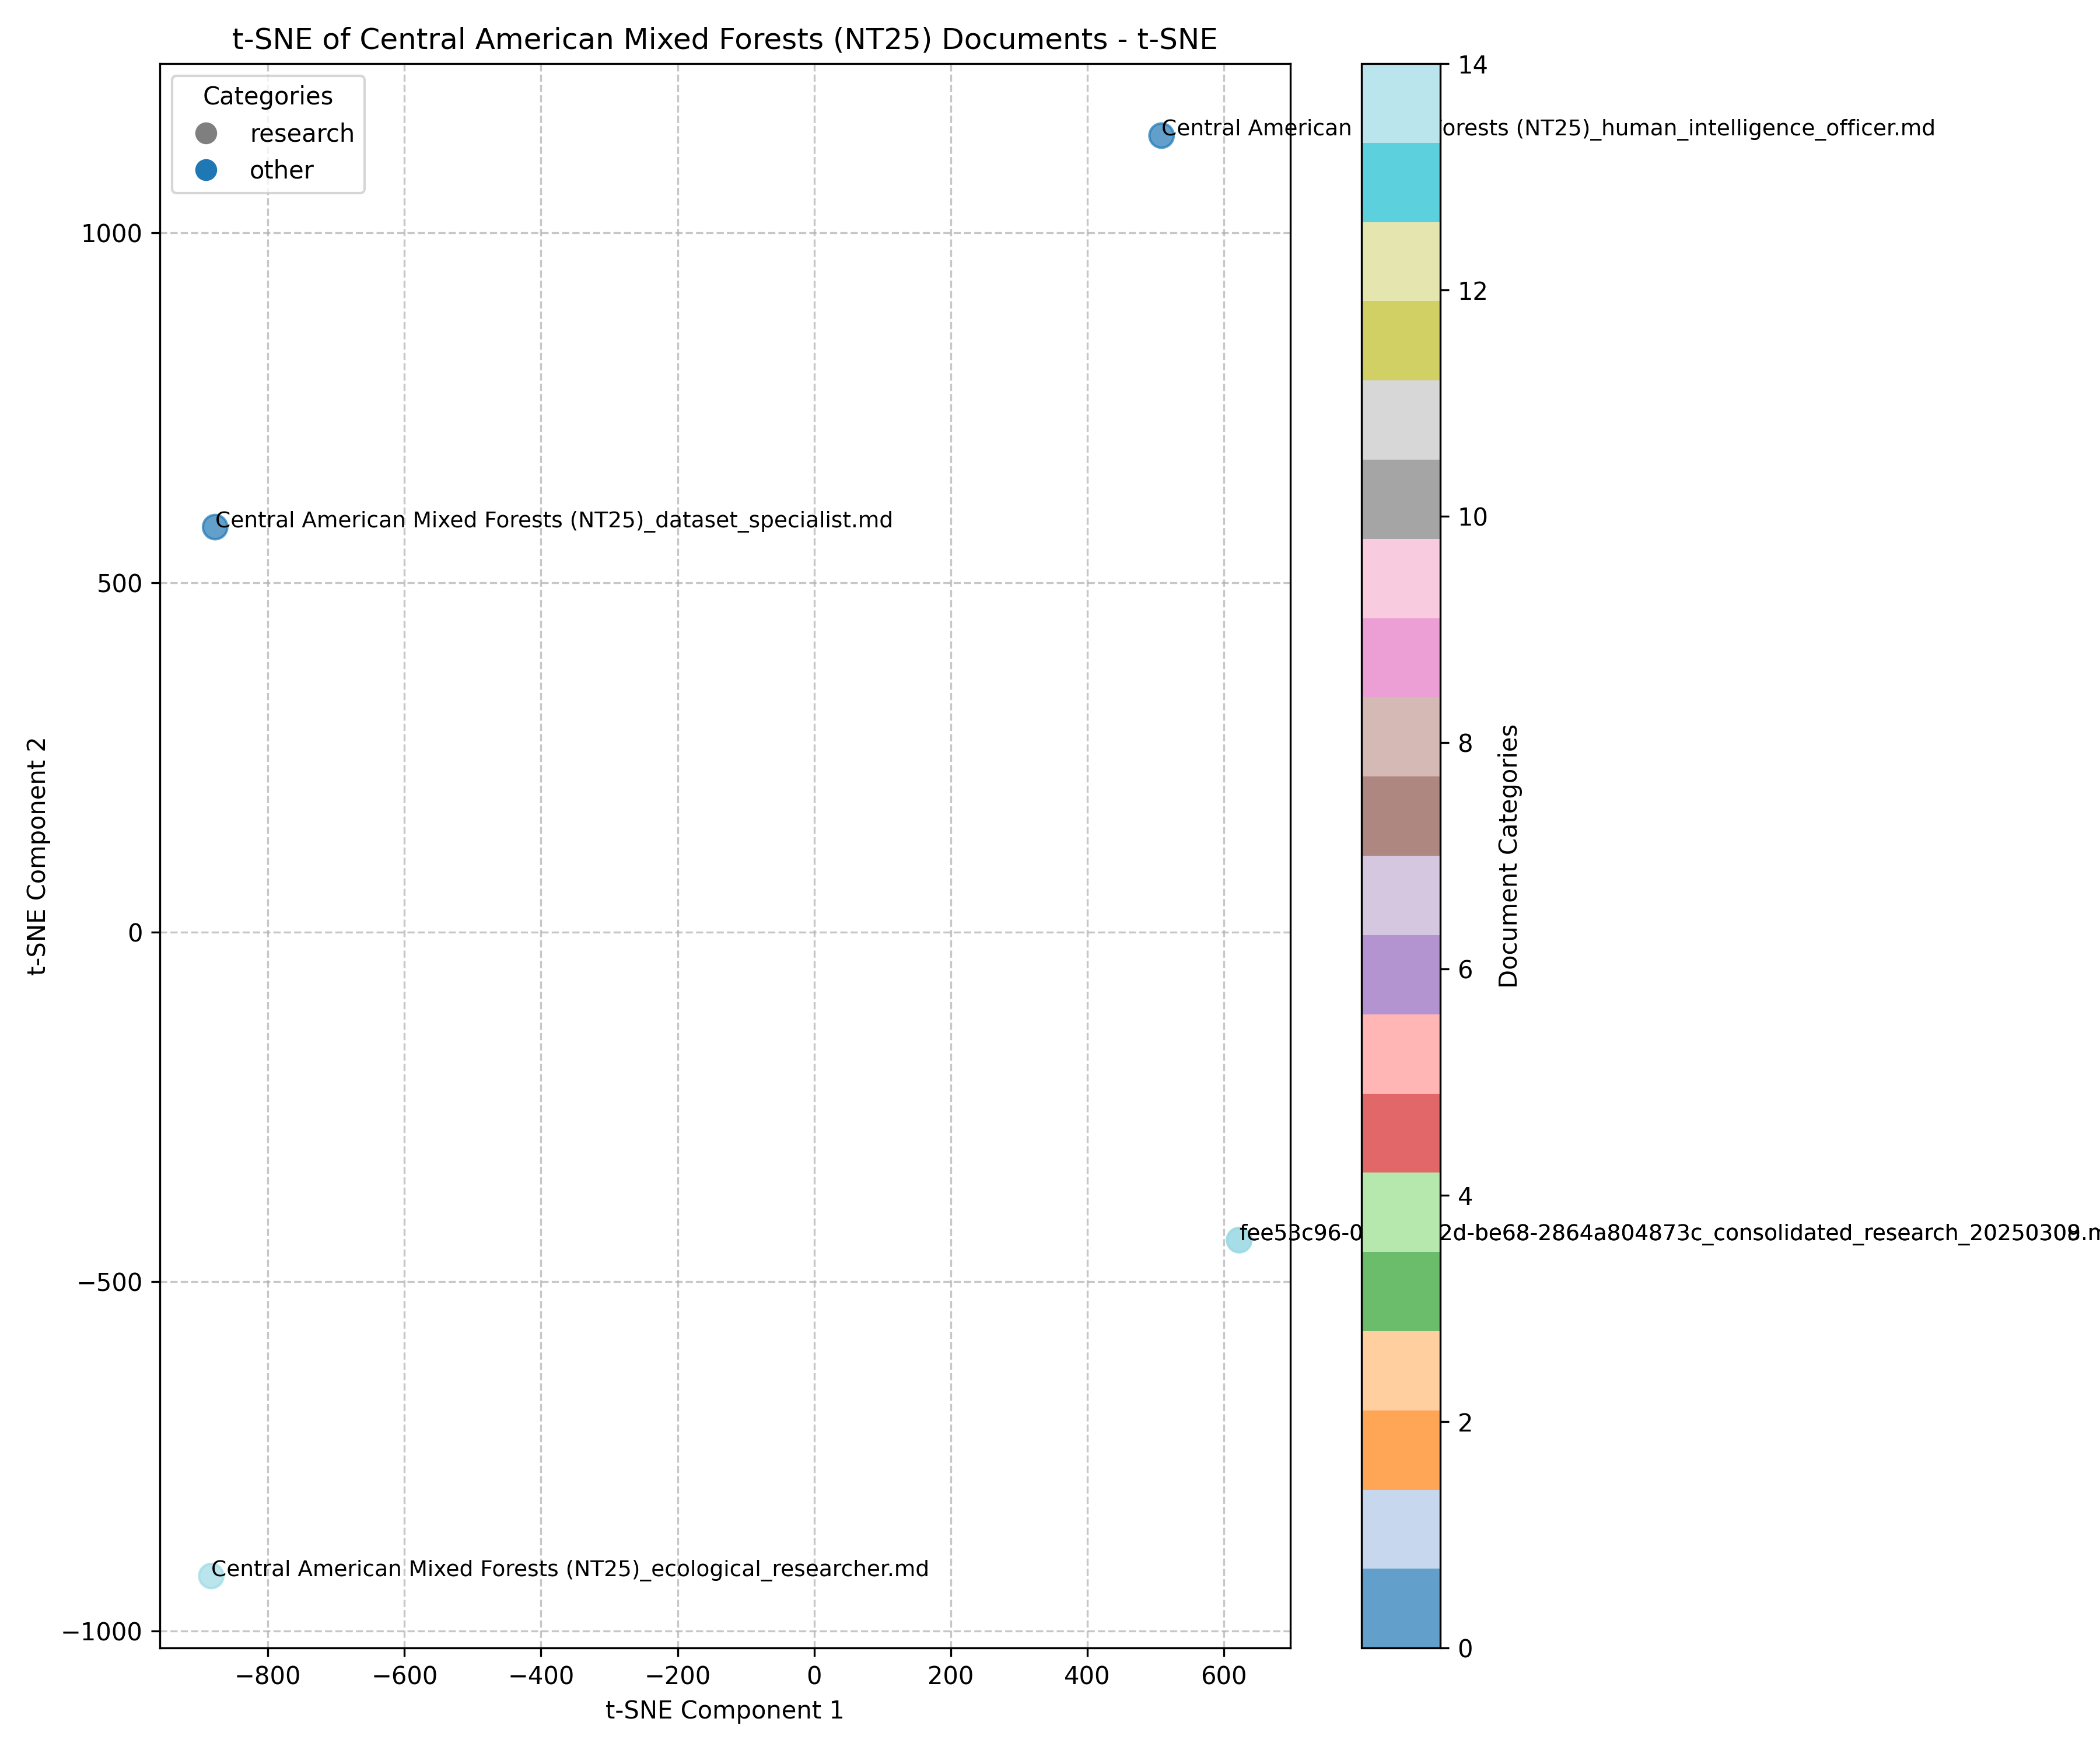 t-SNE of Central American Mixed Forests (NT25) Documents - t-SNE
Categories
research
other
Central American
orests (NT25)_human_intelligence_officer.md
Central American Mixed Forests (NT25)_dataset_specialist.md
fee53c96-0
2d-be68-2864a804873c_consolidated_research_2025030
Central American Mixed Forests (NT25)_ecological_researcher.md
1000
500
0
−500
−1000
t-SNE Component 2
−800
−600
−400
−200
0
200
400
600
t-SNE Component 1
14
12
10
8
6
4
2
0
Document Categories